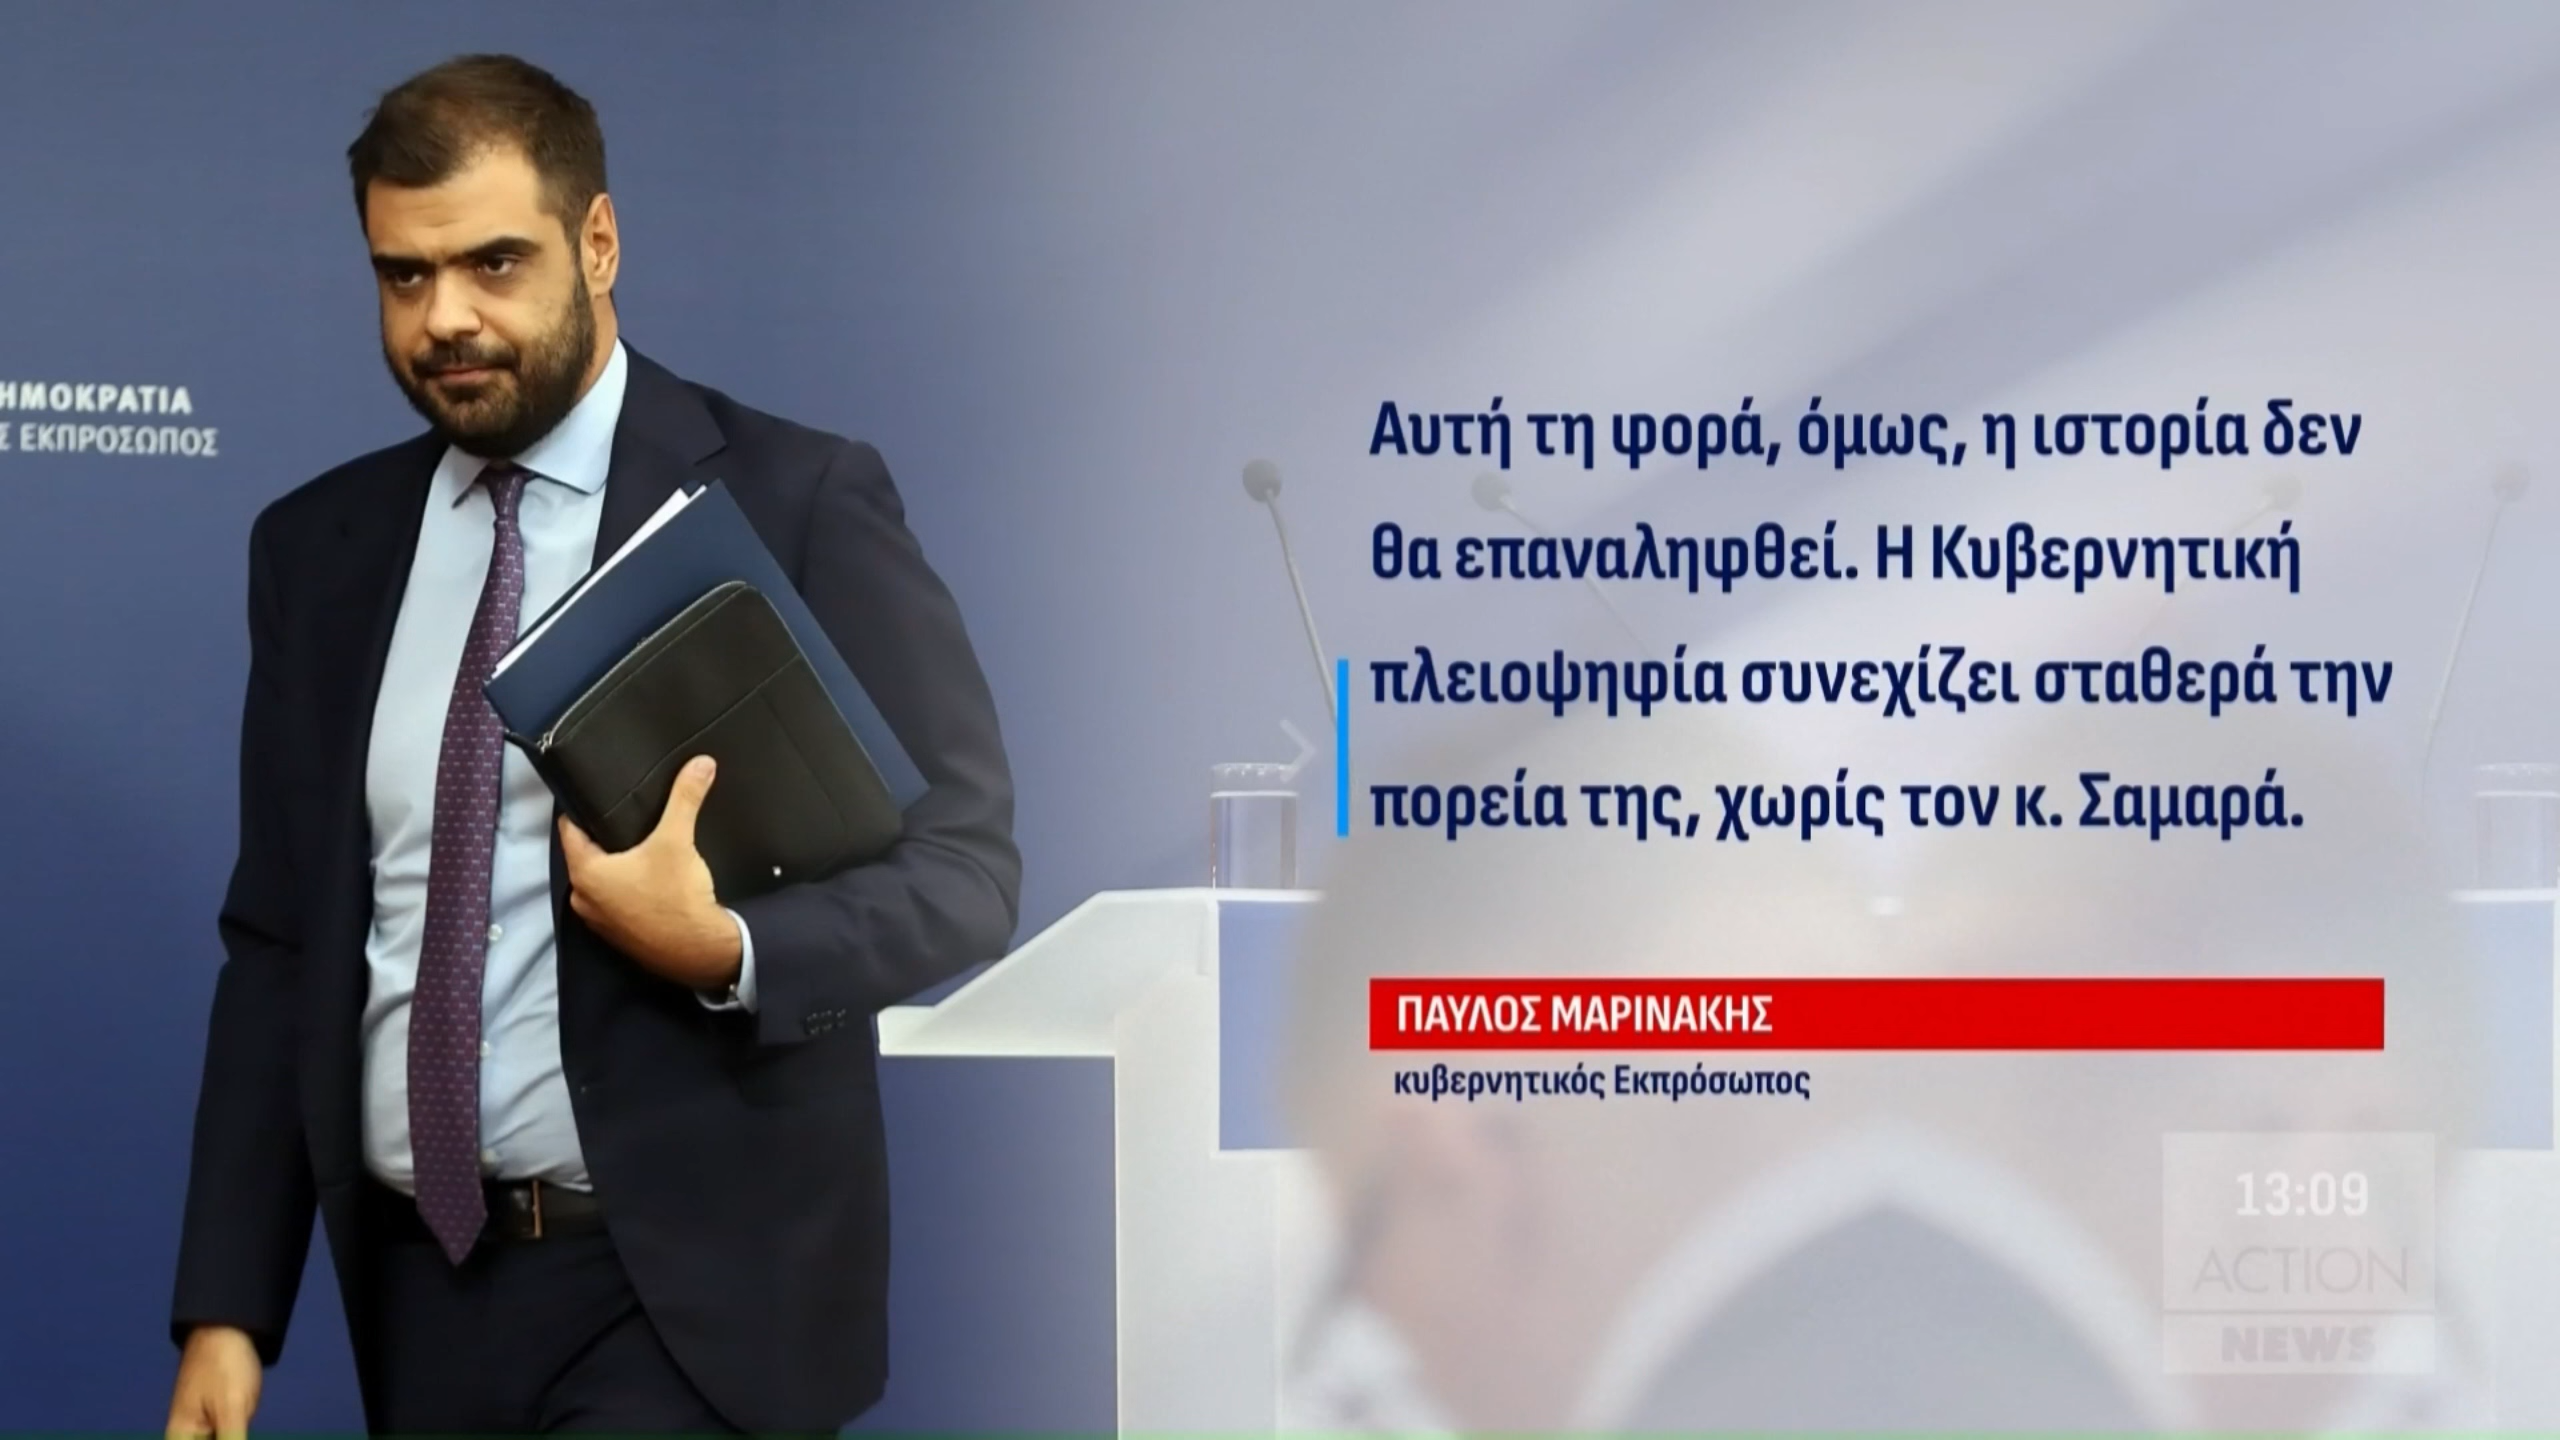 ΗΜΟΚΡΑΤΙΑ
Σ ΕΚΠΡΟΣΩΠΟΣ
Αυτή τη φορά, όμως, η ιστορία δεν
θα επαναληφθεί. Η Κυβερνητική
πλειοψηφία συνεχίζει σταθερά την
πορεία της, χωρίς τον κ. Σαμαρά.
ΠΑΥΛΟΣ ΜΑΡΙΝΑΚΗΣ
κυβερνητικός Εκπρόσωπος
13:09
ACTION
NEWS